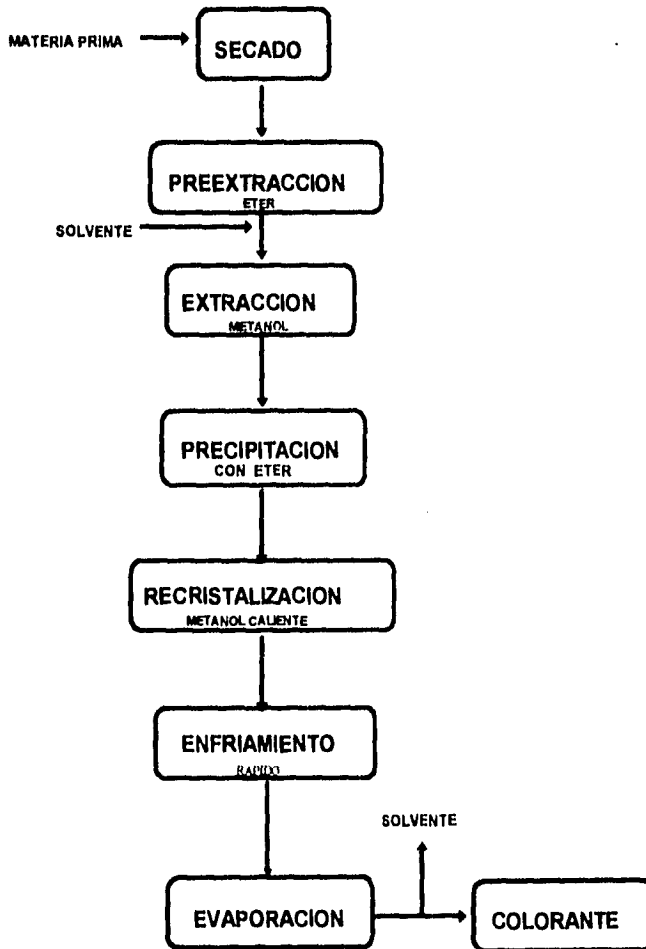 MATERIA PRIMA
SECADO
PREEXTRACCION
ETER
SOLVENTE
EXTRACCION
METANOL
PRECIPITACION
CON ETER
RECRISTALIZACION
METANOL CALIENTE
ENFRIAMIENTO
RAPIDO
SOLVENTE
EVAPORACION
COLORANTE